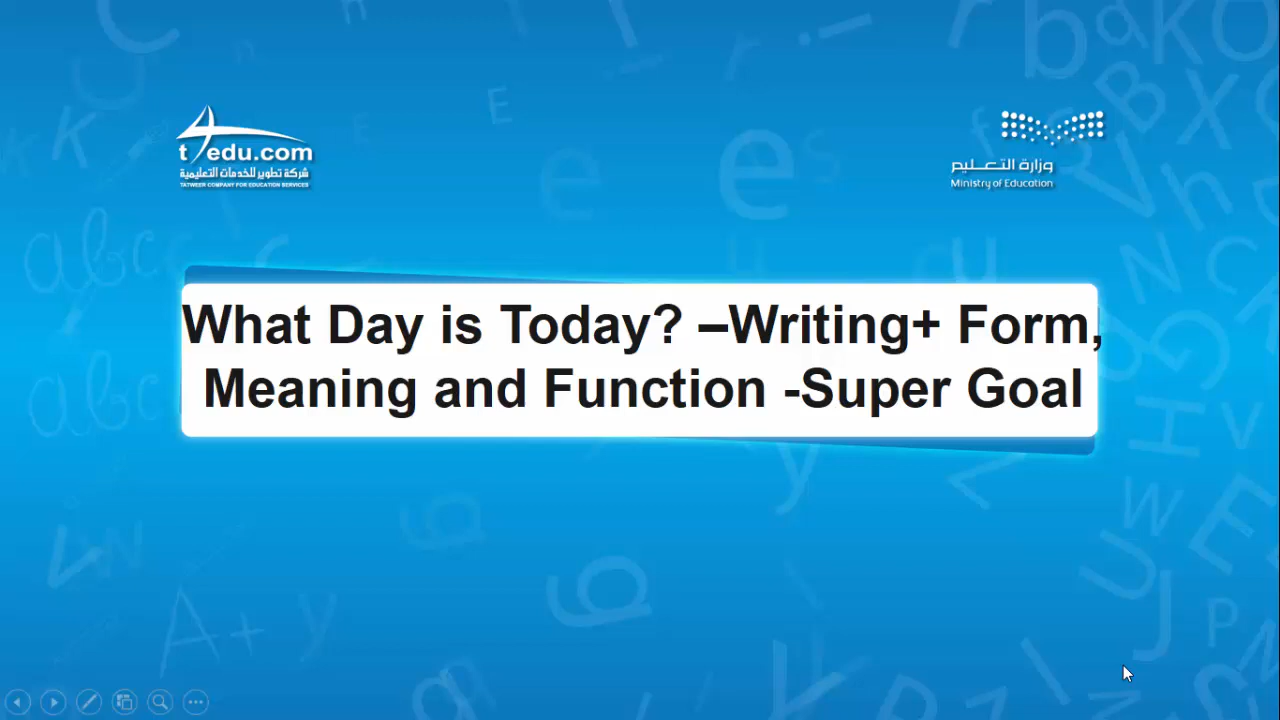 t4edu.com
شركة تطوير للخدمات التعليمية
TATWEER COMPANY FOR EDUCATION SERVICES
وزارة التعليم
Ministry of Education
What Day is Today? –Writing+ Form,
Meaning and Function -Super Goal